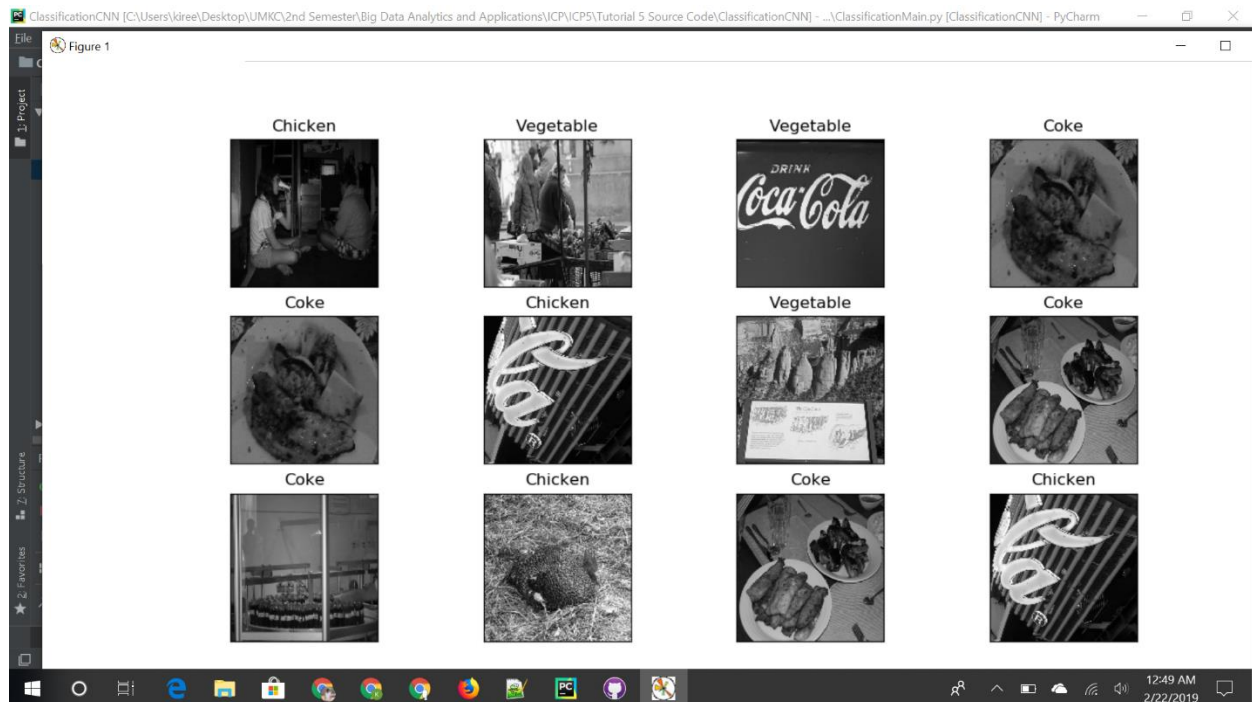 ClassificationCNN [C:\Users\kiree\Desktop\UMKC\2nd Semester\Big Data Analytics and Applications\ICP\ICP5\Tutorial 5 Source Code\ClassificationCNN] - ...\ClassificationMain.py [ClassificationCNN] - PyCharm
File
Figure 1
1: Project
Chicken
Vegetable
Vegetable
Coke
DRINK
Coca-Cola
Coke
Chicken
Vegetable
Coke
Coke
Chicken
Coke
Chicken
7: Structure
2: Favorites
12:49 AM
2/22/2019